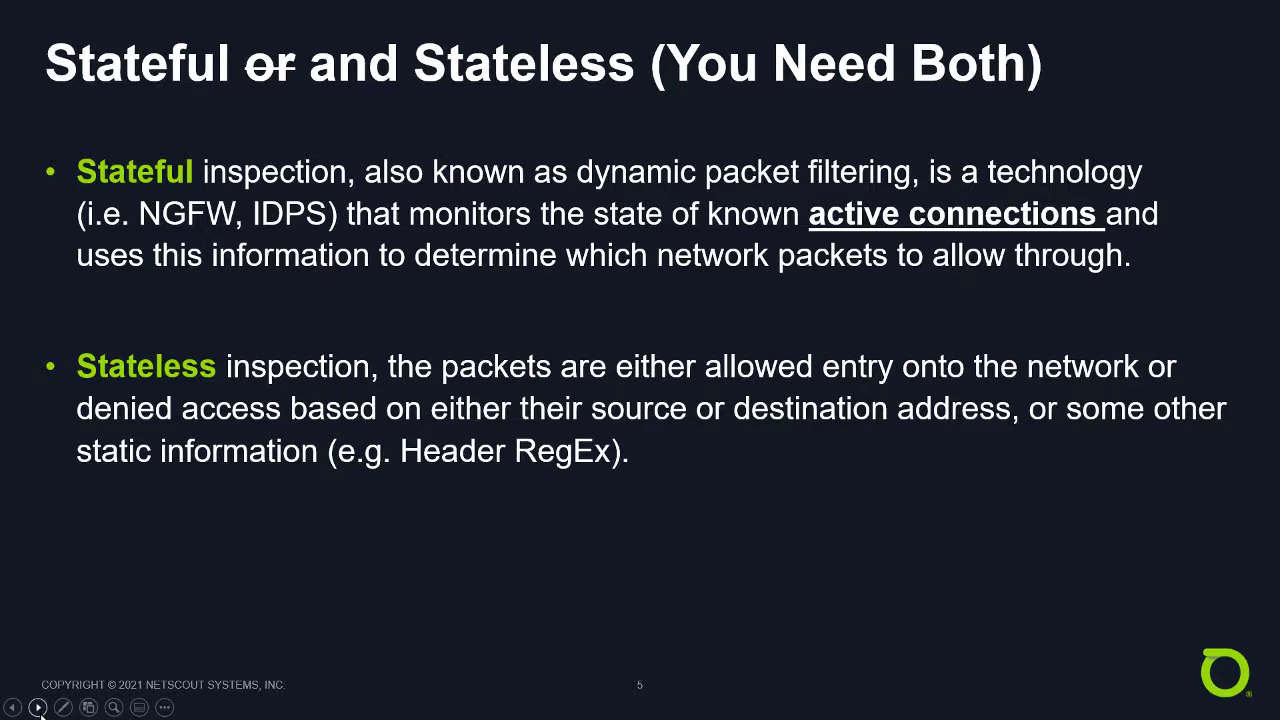 Stateful or and Stateless (You Need Both)
• Stateful inspection, also known as dynamic packet filtering, is a technology
(i.e. NGFW, IDPS) that monitors the state of known active connections and
uses this information to determine which network packets to allow through.
• Stateless inspection, the packets are either allowed entry onto the network or
denied access based on either their source or destination address, or some other
static information (e.g. Header RegEx).
COPYRIGHT © 2021 NETSCOUT SYSTEMS, INC.
5
®